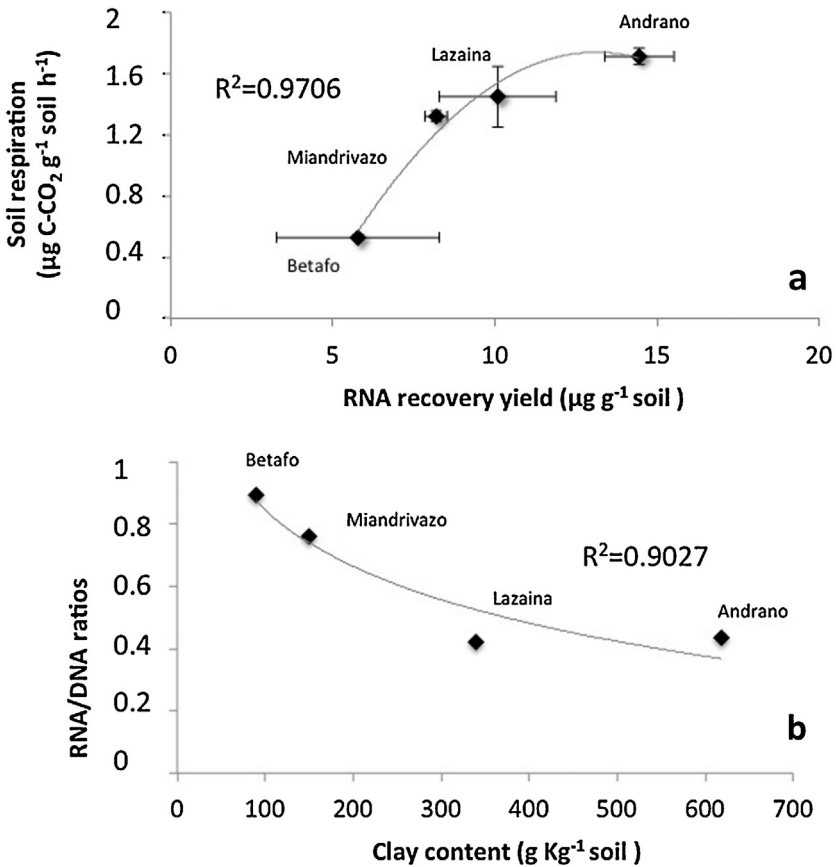 2
1.6
1.2
0.8
0.4
0
Soil respiration
(µg C-CO2 g-1 soil h-1)
R2=0.9706
Andrano
Lazaina
Miandrivazo
Betafo
a
0 5 10 15 20
RNA recovery yield (µg g-1 soil )
1
0.8
0.6
0.4
0.2
0
RNA/DNA ratios
Betafo
Miandrivazo
R2=0.9027
Lazaina
Andrano
b
0 100 200 300 400 500 600 700
Clay content (g Kg-1 soil )